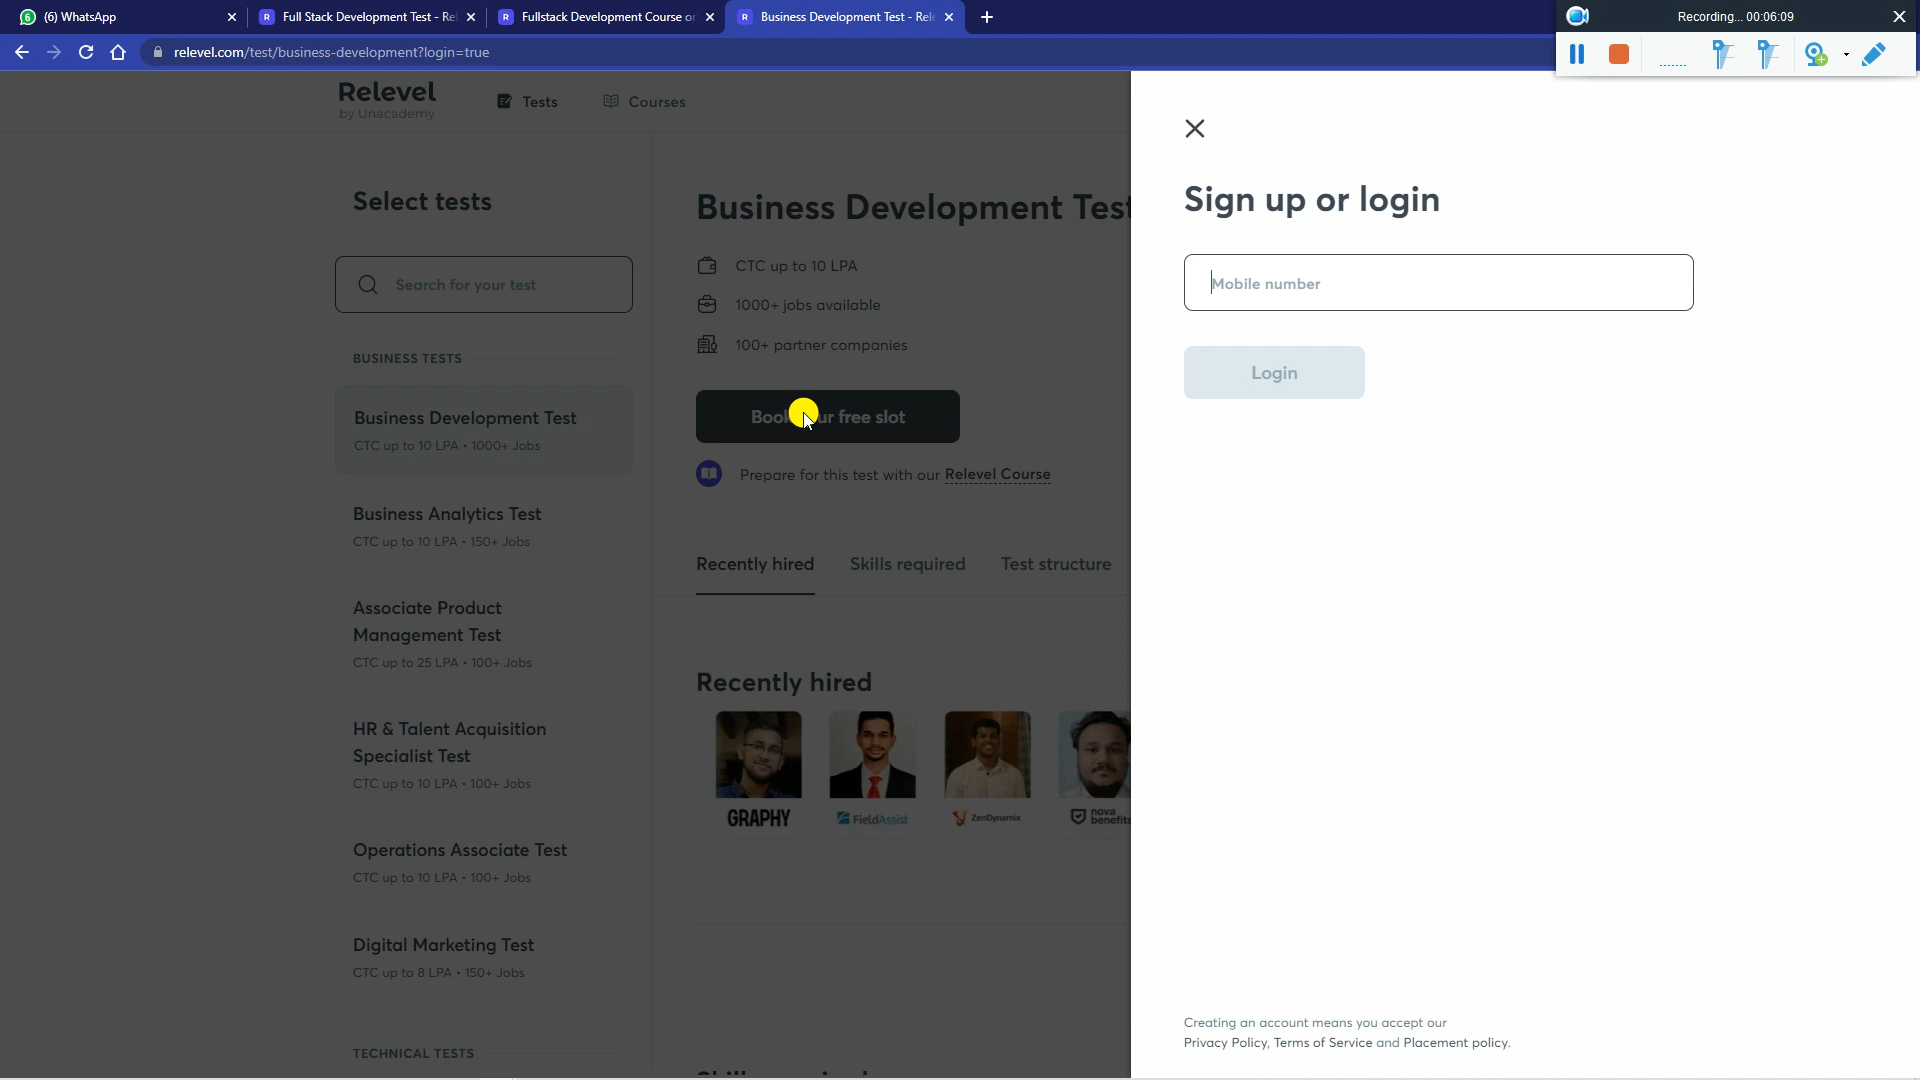 (6) WhatsApp
Full Stack Development Test - Rel
Fullstack Development Course or
Business Development Test - Rele
Recording... 00:06:09
relevel.com/test/business-development?login=true
Relevel
by Unacademy
Tests
Courses
Select tests
Search for your test
BUSINESS TESTS
Business Development Test
CTC up to 10 LPA • 1000+ Jobs
Business Analytics Test
CTC up to 10 LPA • 150+ Jobs
Associate Product
Management Test
CTC up to 25 LPA • 100+ Jobs
HR & Talent Acquisition
Specialist Test
CTC up to 10 LPA • 100+ Jobs
Operations Associate Test
CTC up to 10 LPA • 100+ Jobs
Digital Marketing Test
CTC up to 8 LPA • 150+ Jobs
TECHNICAL TESTS
Business Development Test
CTC up to 10 LPA
1000+ jobs available
100+ partner companies
Book ur free slot
Prepare for this test with our Relevel Course
Recently hired
Skills required
Test structure
Recently hired
GRAPHY
FieldAssist
ZenDynamix
nova
benefits
Sign up or login
Mobile number
Login
Creating an account means you accept our
Privacy Policy, Terms of Service and Placement policy.